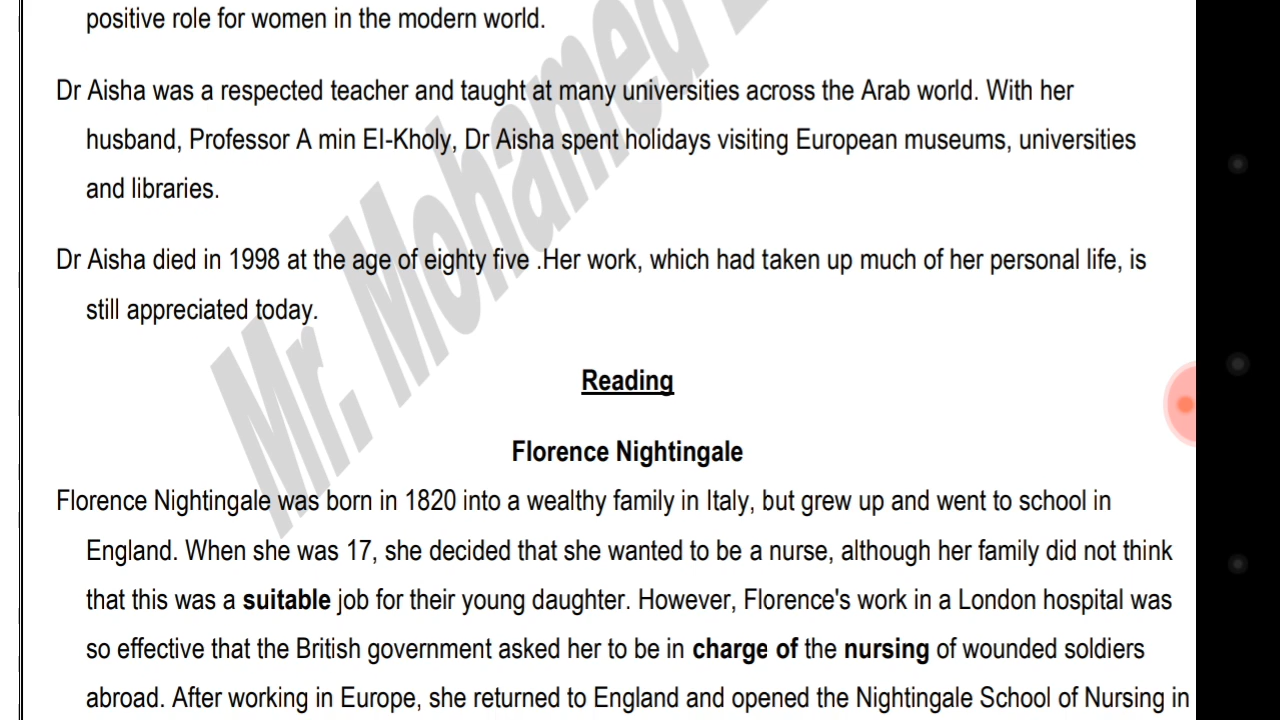 positive role for women in the modern world.
Dr Aisha was a respected teacher and taught at many universities across the Arab world. With her
husband, Professor A min El-Kholy, Dr Aisha spent holidays visiting European museums, universities
and libraries.
Dr Aisha died in 1998 at the age of eighty five .Her work, which had taken up much of her personal life, is
still appreciated today.
Mr. Mohamed
Reading
Florence Nightingale
Florence Nightingale was born in 1820 into a wealthy family in Italy, but grew up and went to school in
England. When she was 17, she decided that she wanted to be a nurse, although her family did not think
that this was a suitable job for their young daughter. However, Florence's work in a London hospital was
so effective that the British government asked her to be in charge of the nursing of wounded soldiers
abroad. After working in Europe, she returned to England and opened the Nightingale School of Nursing in